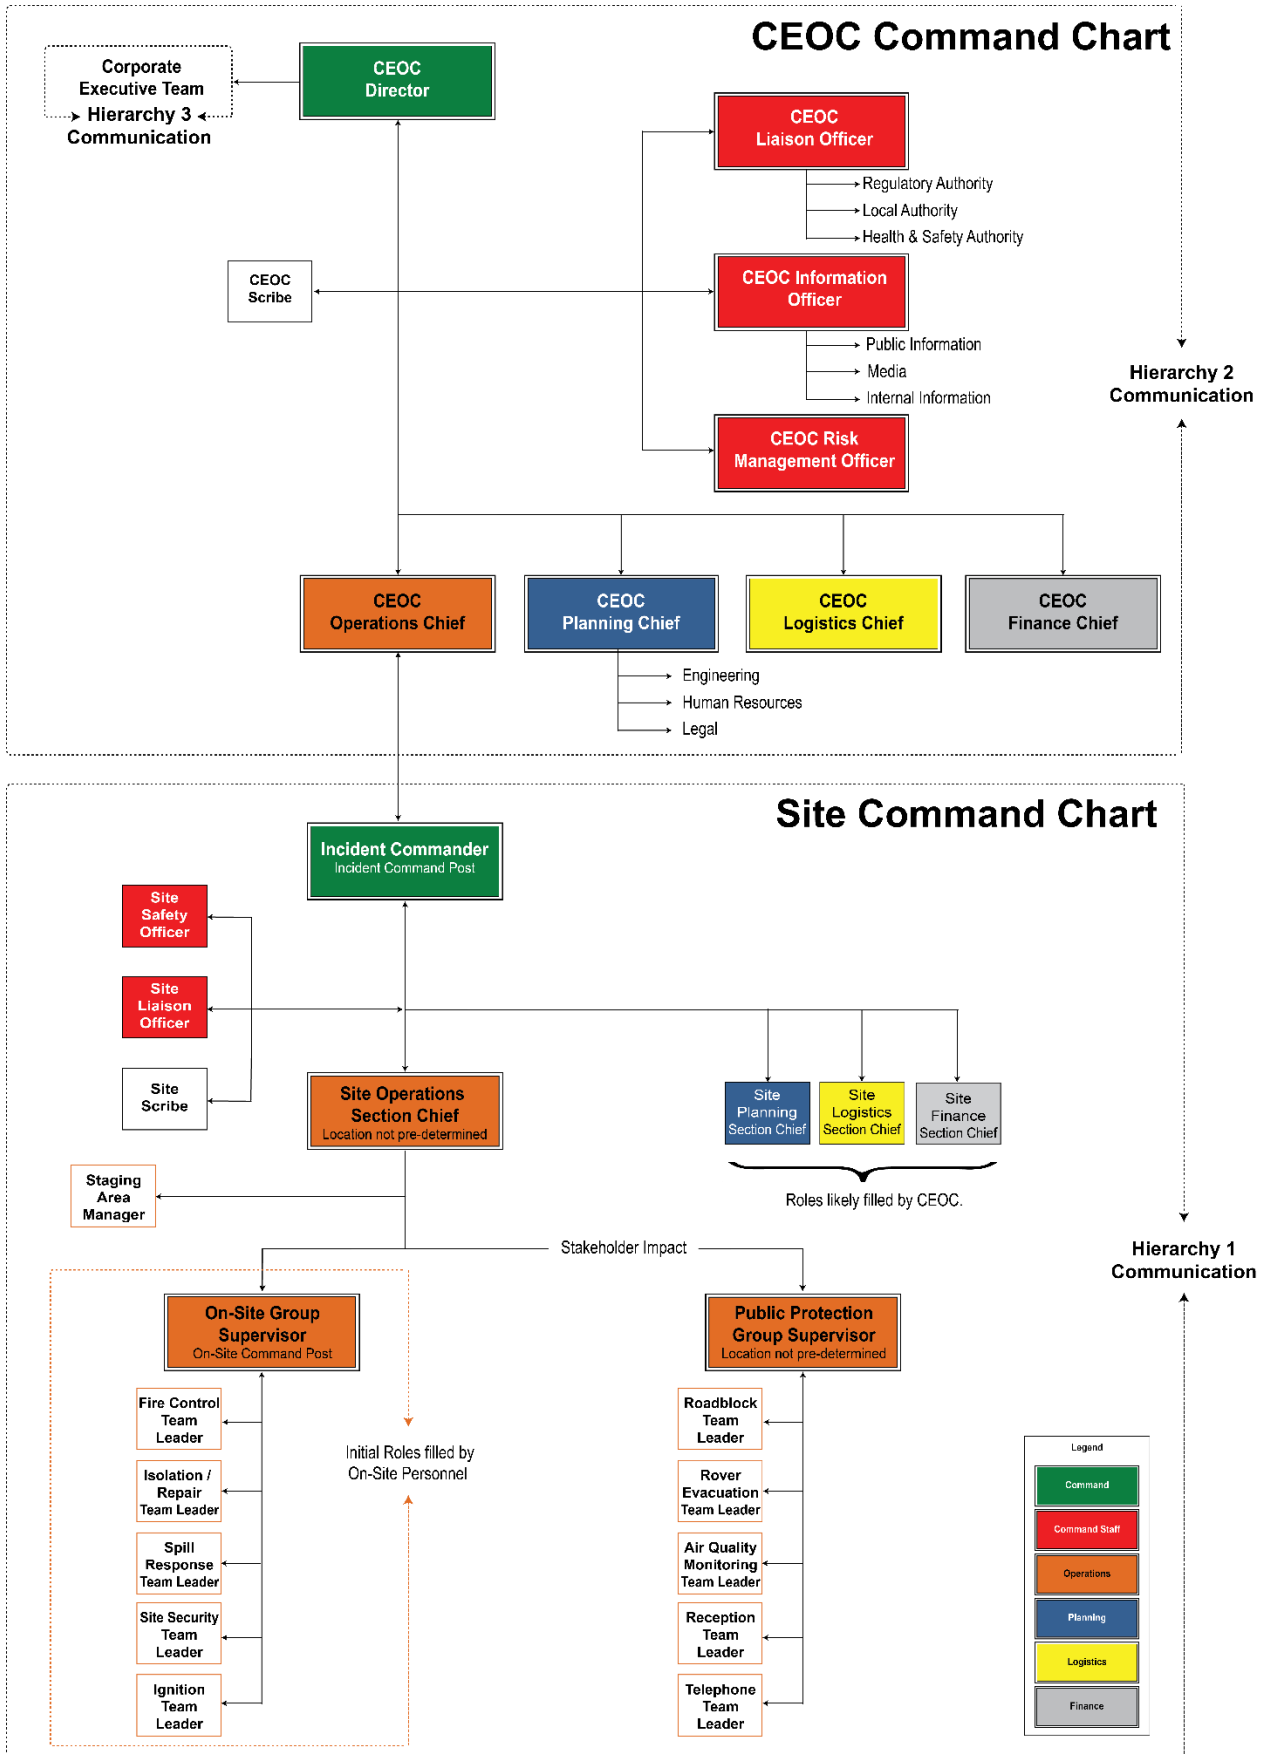 CEOC Command Chart
Corporate
Executive Team
Hierarchy 3
Communication
CEOC
Director
CEOC
Liaison Officer
Regulatory Authority
Local Authority
Health & Safety Authority
CEOC
Scribe
CEOC Information
Officer
Public Information
Media
Internal Information
Hierarchy 2
Communication
CEOC Risk
Management Officer
CEOC
Operations Chief
CEOC
Planning Chief
CEOC
Logistics Chief
CEOC
Finance Chief
Engineering
Human Resources
Legal
Site Command Chart
Incident Commander
Incident Command Post
Site
Safety
Officer
Site
Liaison
Officer
Site
Scribe
Site Operations
Section Chief
Location not pre-determined
Site
Planning
Section Chief
Site
Logistics
Section Chief
Site
Finance
Section Chief
Roles likely filled by CEOC.
Staging
Area
Manager
Stakeholder Impact
Hierarchy 1
Communication
On-Site Group
Supervisor
On-Site Command Post
Public Protection
Group Supervisor
Location not pre-determined
Fire Control
Team
Leader
Isolation /
Repair
Team Leader
Spill
Response
Team Leader
Site Security
Team
Leader
Ignition
Team
Leader
Initial Roles filled by
On-Site Personnel
Roadblock
Team
Leader
Rover
Evacuation
Team Leader
Air Quality
Monitoring
Team Leader
Reception
Team
Leader
Telephone
Team
Leader
Legend
Command
Command Staff
Operations
Planning
Logistics
Finance